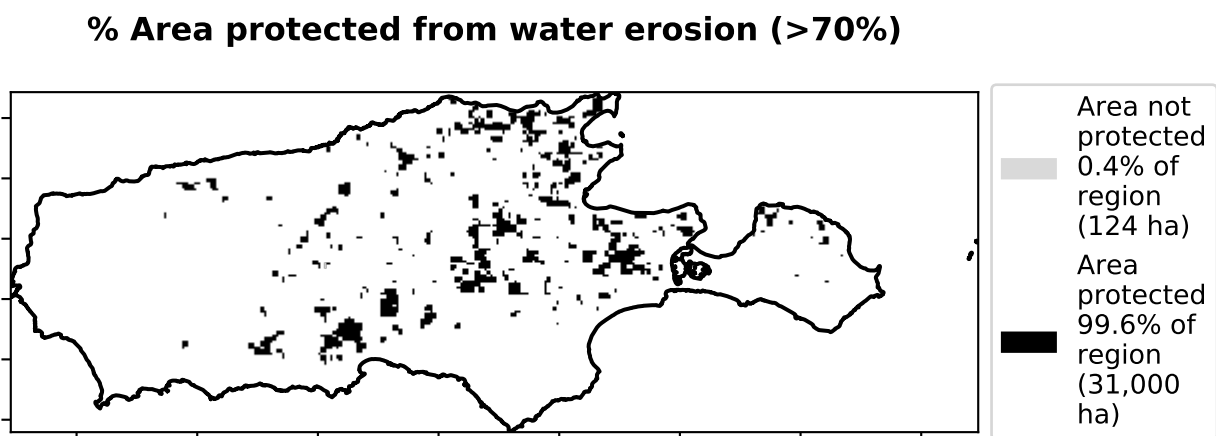 % Area protected from water erosion (>70%)
Area not
protected
0.4% of
region
(124 ha)
Area
protected
99.6% of
region
(31,000
ha)